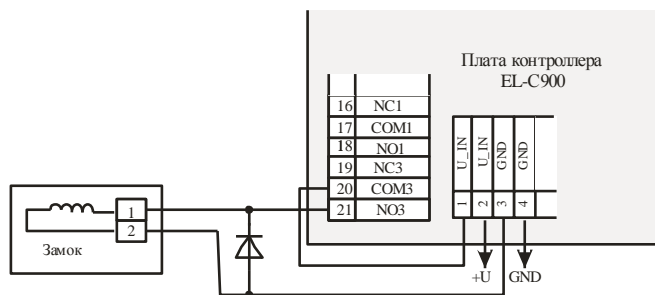 Плата контроллера
EL-C900
16 NC1
17 COM1
18 NO1
19 NC3
20 COM3
21 NO3
U_IN
U_IN
GND
GND
1 2 3 4
1
2
Замок
+U GND